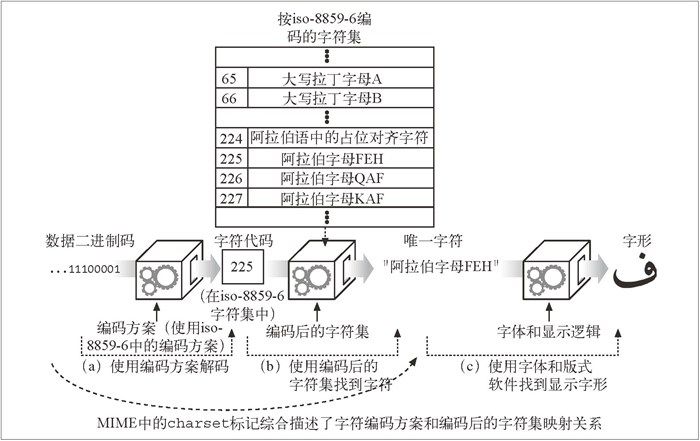 按iso-8859-6编
码的字符集
65 大写拉丁字母A
66 大写拉丁字母B
224 阿拉伯语中的占位对齐字符
225 阿拉伯字母FEH
226 阿拉伯字母QAF
227 阿拉伯字母KAF
数据二进制码
字符代码
唯一字符
字形
...11100001
225
"阿拉伯字母FEH"
ف
(在iso-8859-6
字符集中)
编码方案（使用iso-
8859-6中的编码方案）
编码后的字符集
字体和显示逻辑
（a）使用编码方案解码
（b）使用编码后的
字符集找到字符
（c）使用字体和版式
软件找到显示字形
MIME中的charset标记综合描述了字符编码方案和编码后的字符集映射关系